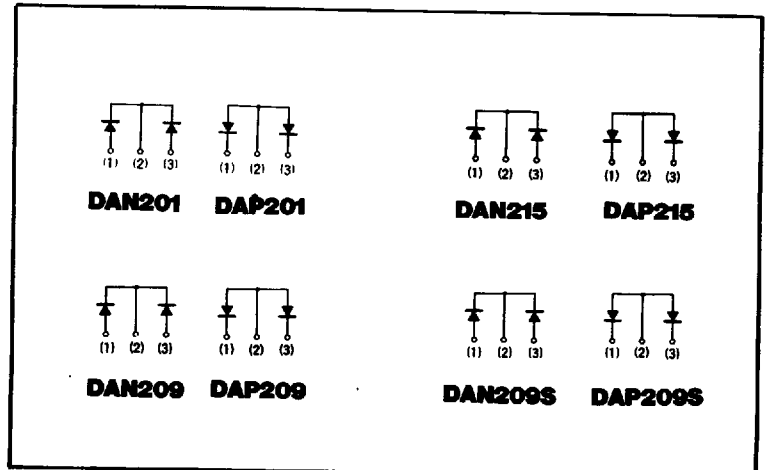 (1) (2) (3) (1) (2) (3) (1) (2) (3) (1) (2) (3)
DAN201 DAP201 DAN215 DAP215
(1) (2) (3) (1) (2) (3) (1) (2) (3) (1) (2) (3)
DAN209 DAP209 DAN209S DAP209S